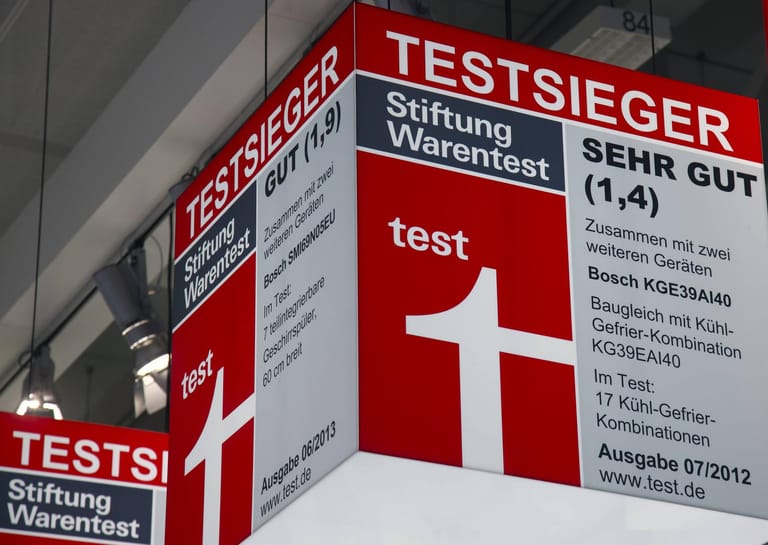 TESTSIEGER
Stiftung
Warentest
GUT (1,9)
test
Zusammen mit zwei
weiteren Geräten
Bosch SMI69N05EU
Im Test:
7 teilintegrierbare
Geschirrspüler,
60 cm breit
Ausgabe 06/2013
www.test.de
TESTSIEGER
Stiftung
Warentest
SEHR GUT
(1,4)
test
Zusammen mit zwei
weiteren Geräten
Bosch KGE39AI40
Baugleich mit Kühl-
Gefrier-Kombination
KG39EAI40
Im Test:
17 Kühl-Gefrier-
Kombinationen
Ausgabe 07/2012
www.test.de
TESTSI
Stiftung
Warentest
84